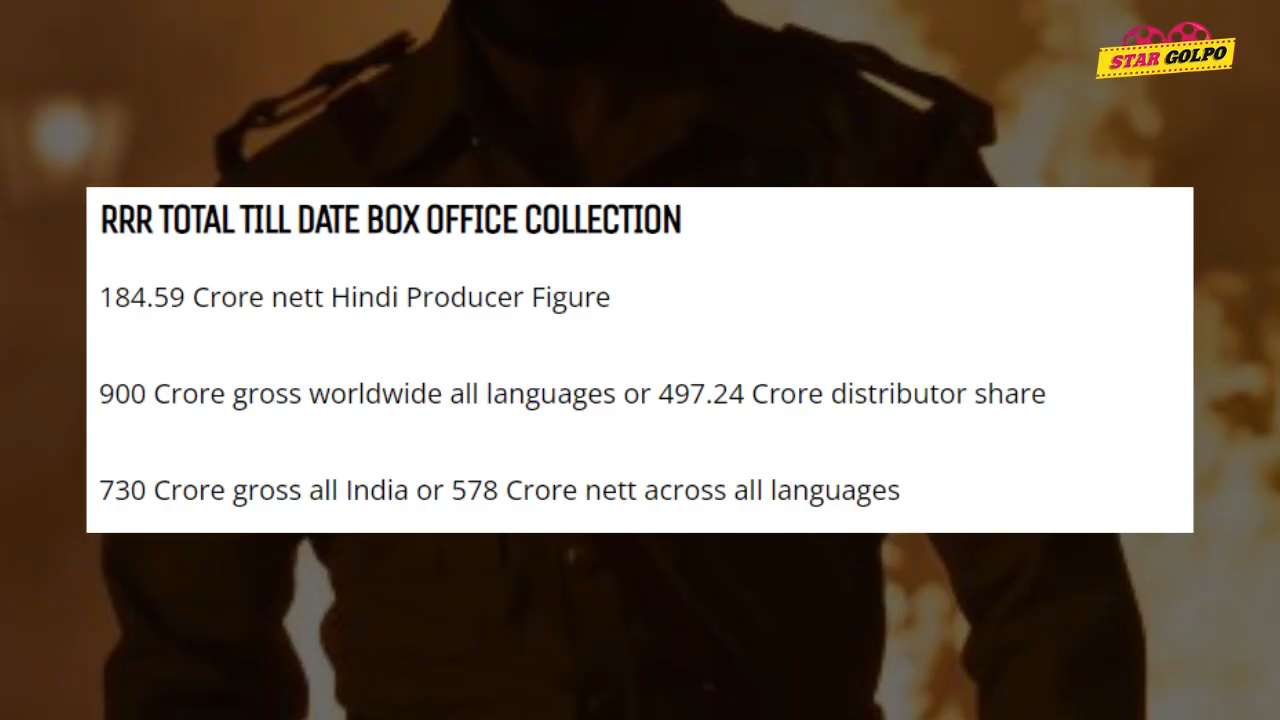 STAR GOLPO
RRR TOTAL TILL DATE BOX OFFICE COLLECTION
184.59 Crore nett Hindi Producer Figure
900 Crore gross worldwide all languages or 497.24 Crore distributor share
730 Crore gross all India or 578 Crore nett across all languages